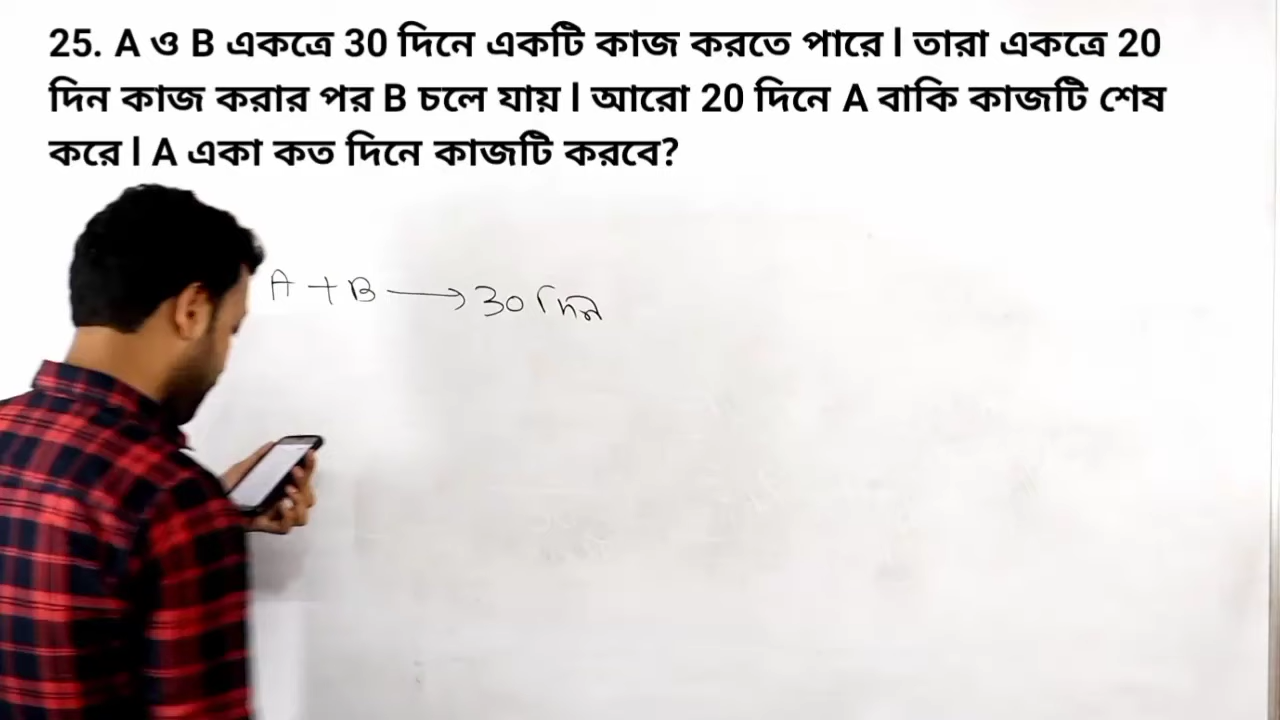 25. A ও B একত্রে 30 দিনে একটি কাজ করতে পারে l তারা একত্রে 20
দিন কাজ করার পর B চলে যায় l আরো 20 দিনে A বাকি কাজটি শেষ
করে l A একা কত দিনে কাজটি করবে?
A + B ⟶ 30 দিন